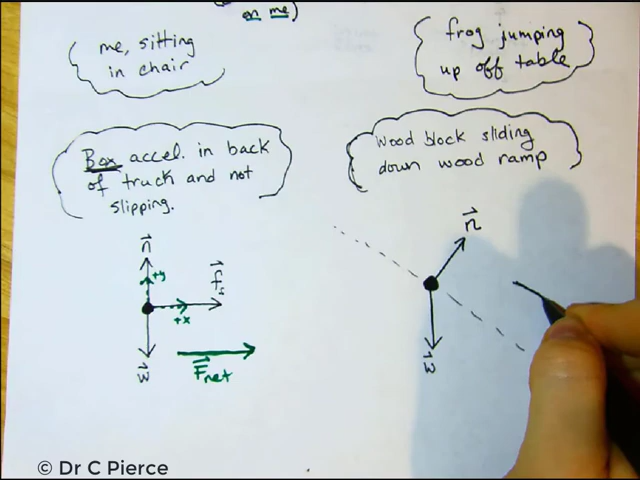 on me)
me, sitting
in chair
frog jumping
up off table
Box accel. in back
of truck and not
slipping.
Wood block sliding
down wood ramp
n
+y
fs
+x
w
Fnet
n
w
© Dr C Pierce